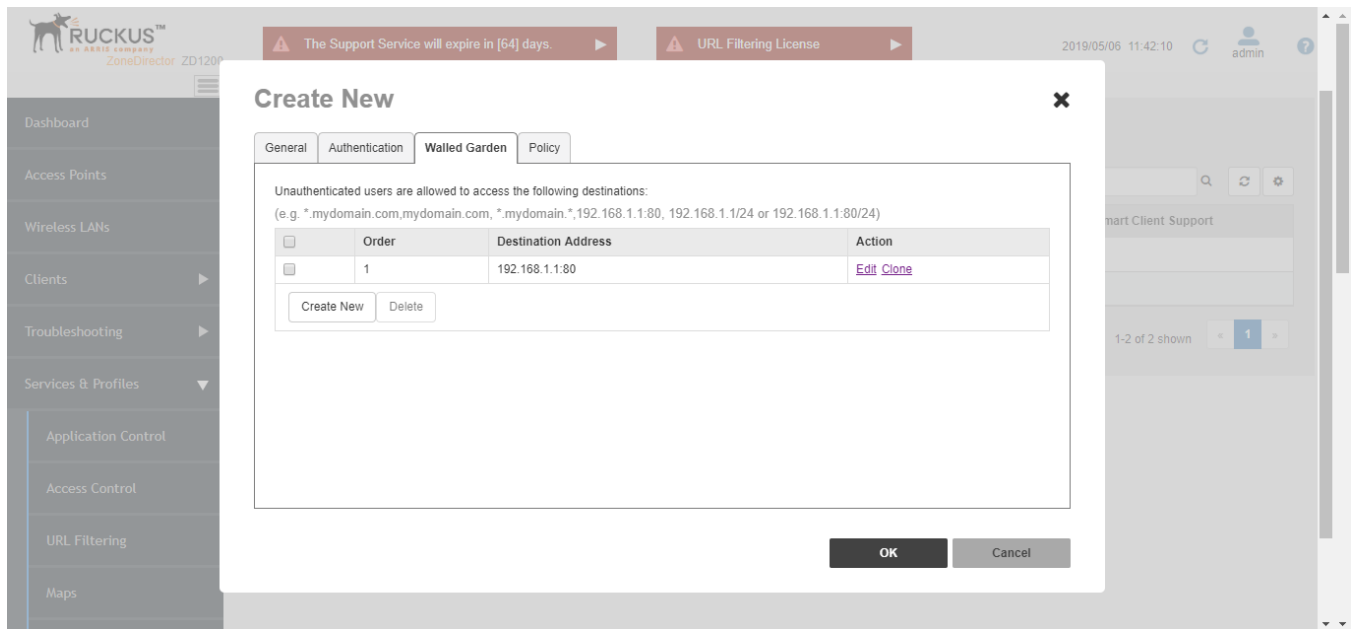 RUCKUS™
an ARRIS company
ZoneDirector ZD1200
The Support Service will expire in [64] days.
URL Filtering License
2019/05/06 11:42:10
admin
?
Dashboard
Access Points
Wireless LANs
Clients
Troubleshooting
Services & Profiles
Application Control
Access Control
URL Filtering
Maps
Create New
General Authentication Walled Garden Policy
Unauthenticated users are allowed to access the following destinations:
(e.g. *.mydomain.com,mydomain.com, *.mydomain.*,192.168.1.1:80, 192.168.1.1/24 or 192.168.1.1:80/24)
Order Destination Address Action
1 192.168.1.1:80 Edit Clone
Create New Delete
OK Cancel
mart Client Support
1-2 of 2 shown « 1 »